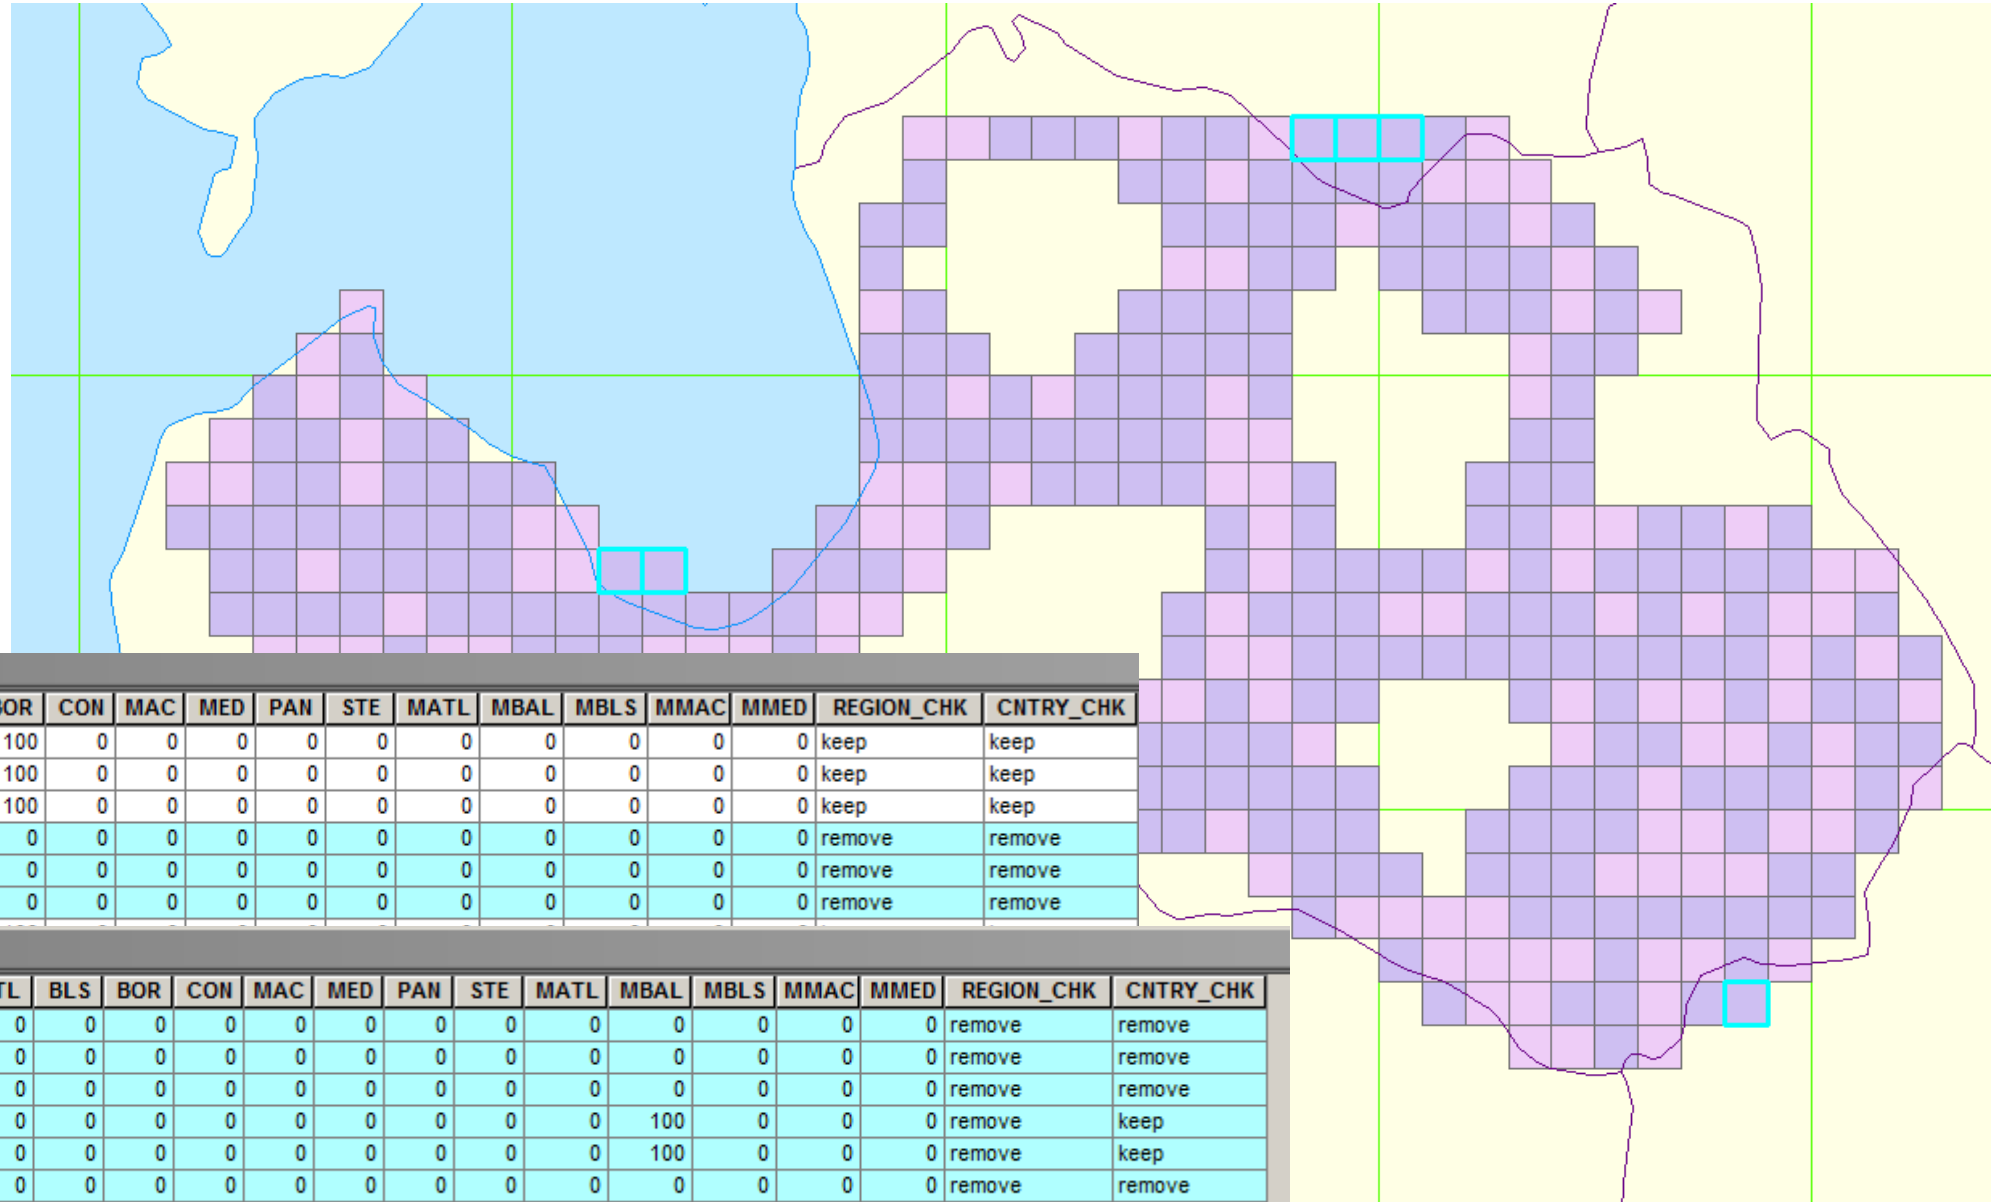 BOR CON MAC MED PAN STE MATL MBAL MBLS MMAC MMED REGION_CHK CNTRY_CHK
100 0 0 0 0 0 0 0 0 0 0 keep keep
100 0 0 0 0 0 0 0 0 0 0 keep keep
100 0 0 0 0 0 0 0 0 0 0 keep keep
0 0 0 0 0 0 0 0 0 0 0 remove remove
0 0 0 0 0 0 0 0 0 0 0 remove remove
0 0 0 0 0 0 0 0 0 0 0 remove remove
TL BLS BOR CON MAC MED PAN STE MATL MBAL MBLS MMAC MMED REGION_CHK CNTRY_CHK
0 0 0 0 0 0 0 0 0 0 0 0 0 remove remove
0 0 0 0 0 0 0 0 0 0 0 0 0 remove remove
0 0 0 0 0 0 0 0 0 0 0 0 0 remove remove
0 0 0 0 0 0 0 0 0 100 0 0 0 remove keep
0 0 0 0 0 0 0 0 0 100 0 0 0 remove keep
0 0 0 0 0 0 0 0 0 0 0 0 0 remove remove